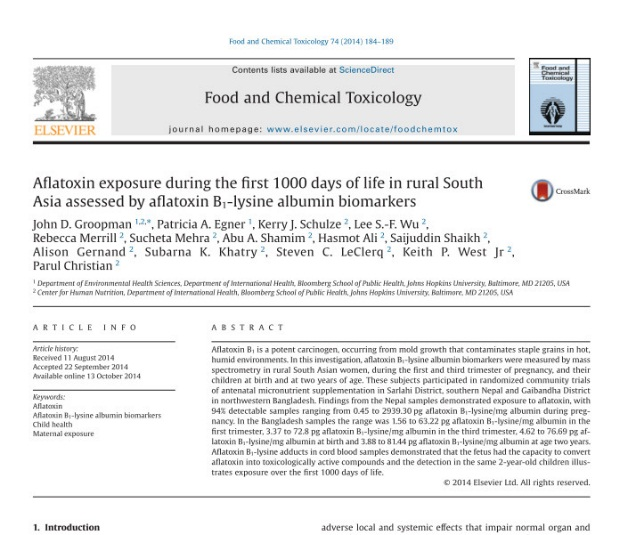 Food and Chemical Toxicology 74 (2014) 184–189
Contents lists available at ScienceDirect
Food and Chemical Toxicology
journal homepage: www.elsevier.com/locate/foodchemtox
ELSEVIER
Food and
Chemical
Toxicology
Aflatoxin exposure during the first 1000 days of life in rural South
Asia assessed by aflatoxin B₁-lysine albumin biomarkers
CrossMark
John D. Groopman ¹,²,*, Patricia A. Egner ¹, Kerry J. Schulze ², Lee S.-F. Wu ²,
Rebecca Merrill ², Sucheta Mehra ², Abu A. Shamim ², Hasmot Ali ², Saijuddin Shaikh ²,
Alison Gernand ², Subarna K. Khatry ², Steven C. LeClerq ², Keith P. West Jr ²,
Parul Christian ²
¹ Department of Environmental Health Sciences, Department of International Health, Bloomberg School of Public Health, Johns Hopkins University, Baltimore, MD 21205, USA
² Center for Human Nutrition, Department of International Health, Bloomberg School of Public Health, Johns Hopkins University, Baltimore, MD 21205, USA
ARTICLE INFO
Article history:
Received 11 August 2014
Accepted 22 September 2014
Available online 13 October 2014
Keywords:
Aflatoxin
Aflatoxin B₁-lysine albumin biomarkers
Child health
Maternal exposure
ABSTRACT
Aflatoxin B₁ is a potent carcinogen, occurring from mold growth that contaminates staple grains in hot,
humid environments. In this investigation, aflatoxin B₁-lysine albumin biomarkers were measured by mass
spectrometry in rural South Asian women, during the first and third trimester of pregnancy, and their
children at birth and at two years of age. These subjects participated in randomized community trials
of antenatal micronutrient supplementation in Sarlahi District, southern Nepal and Gaibandha District
in northwestern Bangladesh. Findings from the Nepal samples demonstrated exposure to aflatoxin, with
94% detectable samples ranging from 0.45 to 2939.30 pg aflatoxin B₁-lysine/mg albumin during preg-
nancy. In the Bangladesh samples the range was 1.56 to 63.22 pg aflatoxin B₁-lysine/mg albumin in the
first trimester, 3.37 to 72.8 pg aflatoxin B₁-lysine/mg albumin in the third trimester, 4.62 to 76.69 pg af-
latoxin B₁-lysine/mg albumin at birth and 3.88 to 81.44 pg aflatoxin B₁-lysine/mg albumin at age two years.
Aflatoxin B₁-lysine adducts in cord blood samples demonstrated that the fetus had the capacity to convert
aflatoxin into toxicologically active compounds and the detection in the same 2-year-old children illus-
trates exposure over the first 1000 days of life.
© 2014 Elsevier Ltd. All rights reserved.
1. Introduction
adverse local and systemic effects that impair normal organ and